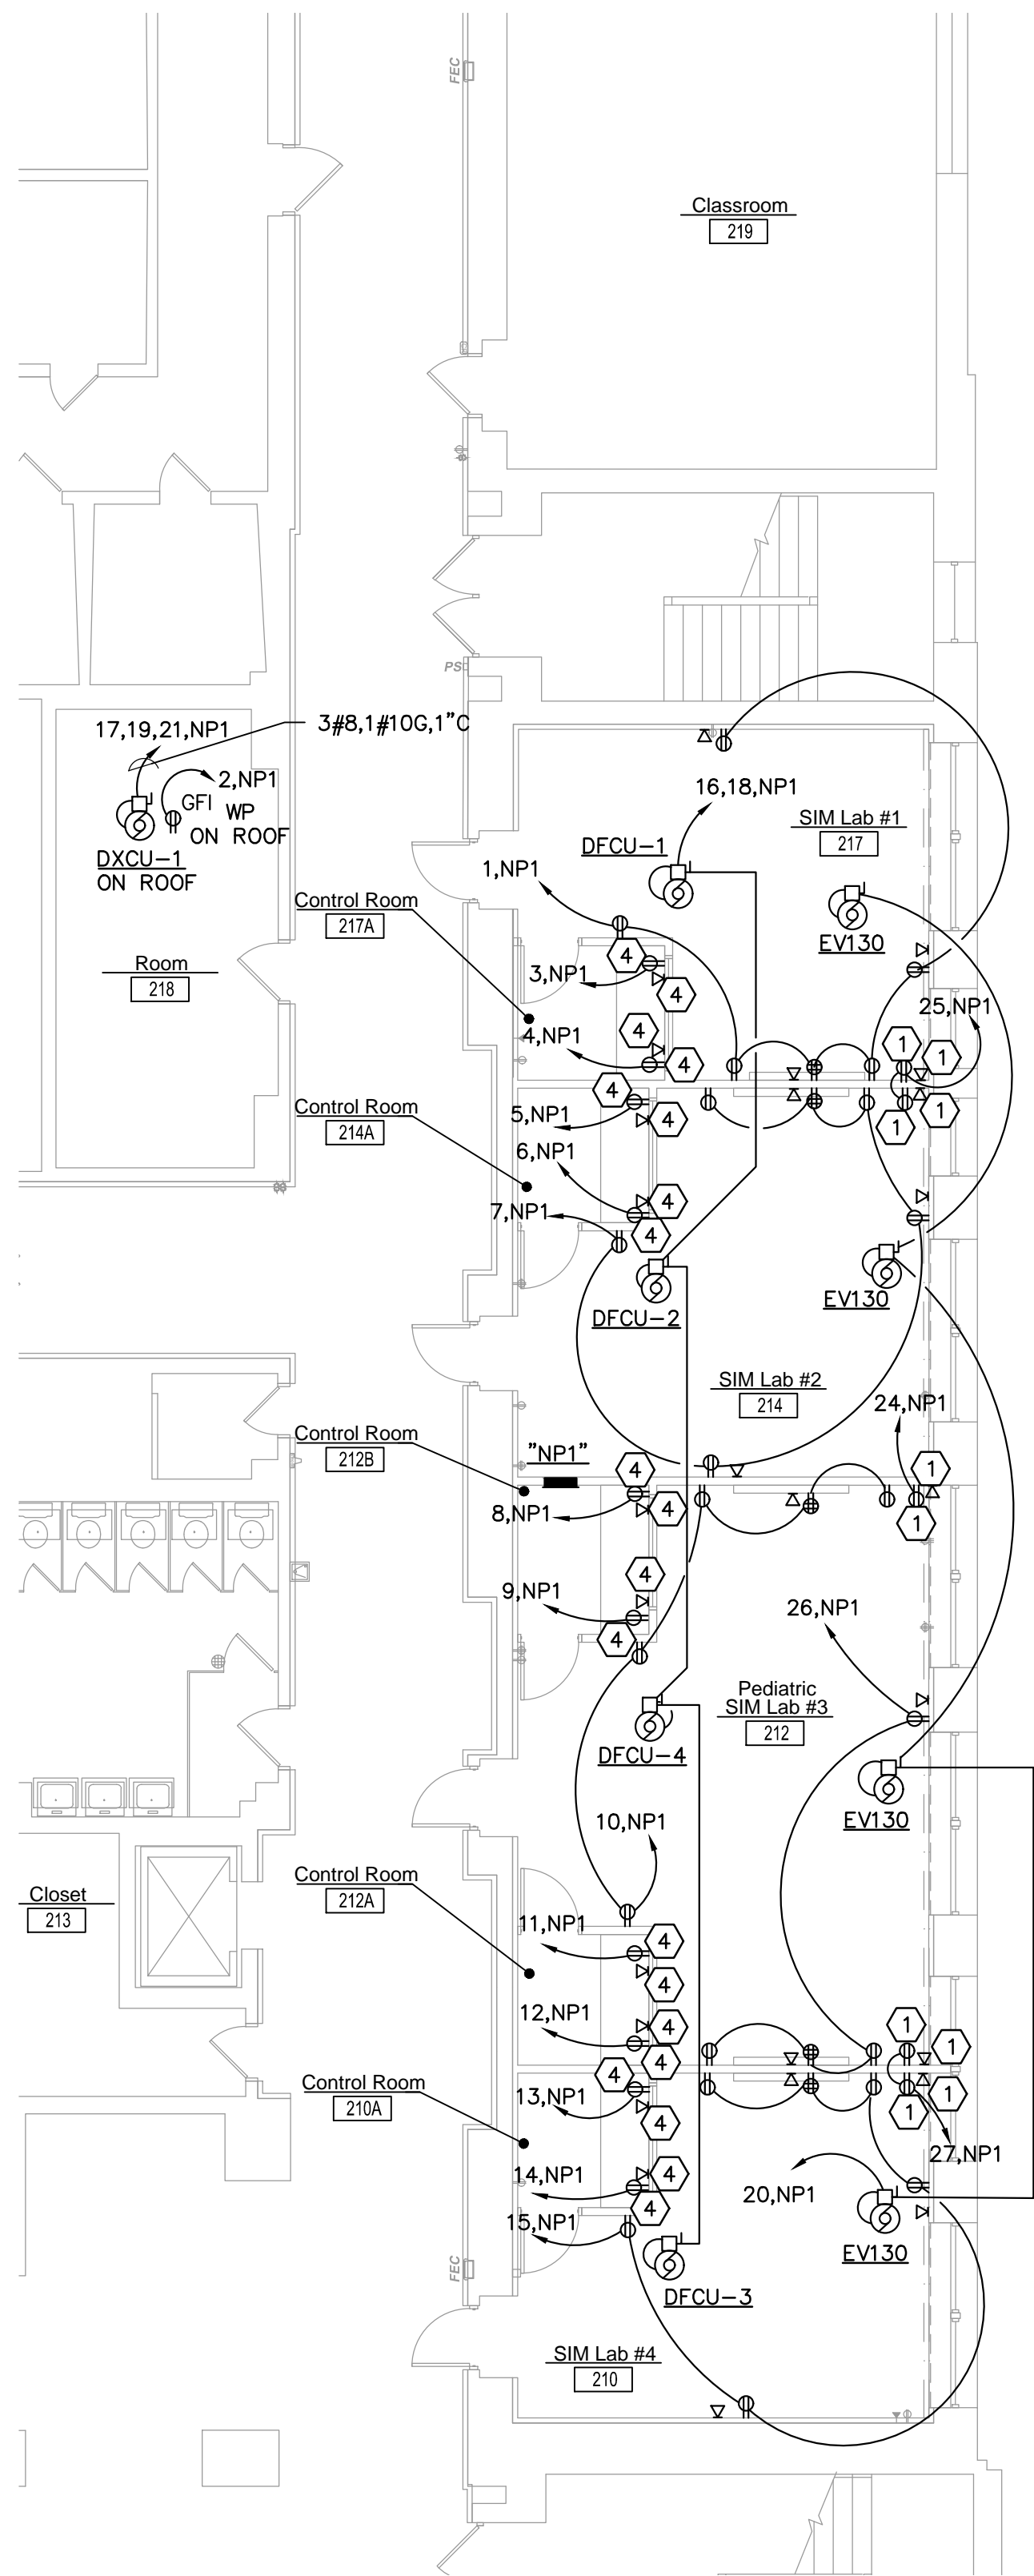 FEC
Classroom
219
PS
17,19,21,NP1
3#8,1#10G,1"C
2,NP1
GFI
WP
ON ROOF
DXCU-1
ON ROOF
16,18,NP1
SIM Lab #1
217
DFCU-1
1,NP1
EV130
Control Room
217A
4
3,NP1
4
Room
218
25,NP1
4
4,NP1
4
1
1
4
Control Room
214A
5,NP1
4
1
1
6,NP1
4
7,NP1
4
DFCU-2
EV130
SIM Lab #2
214
24,NP1
Control Room
212B
"NP1"
4
1
8,NP1
4
1
4
9,NP1
4
26,NP1
Pediatric
SIM Lab #3
212
DFCU-4
EV130
10,NP1
Control Room
212A
Closet
213
11,NP1
4
4
12,NP1
4
1
4
1
4
Control Room
210A
13,NP1
4
1
1
27,NP1
14,NP1
4
20,NP1
4
15,NP1
EV130
FEC
DFCU-3
SIM Lab #4
210